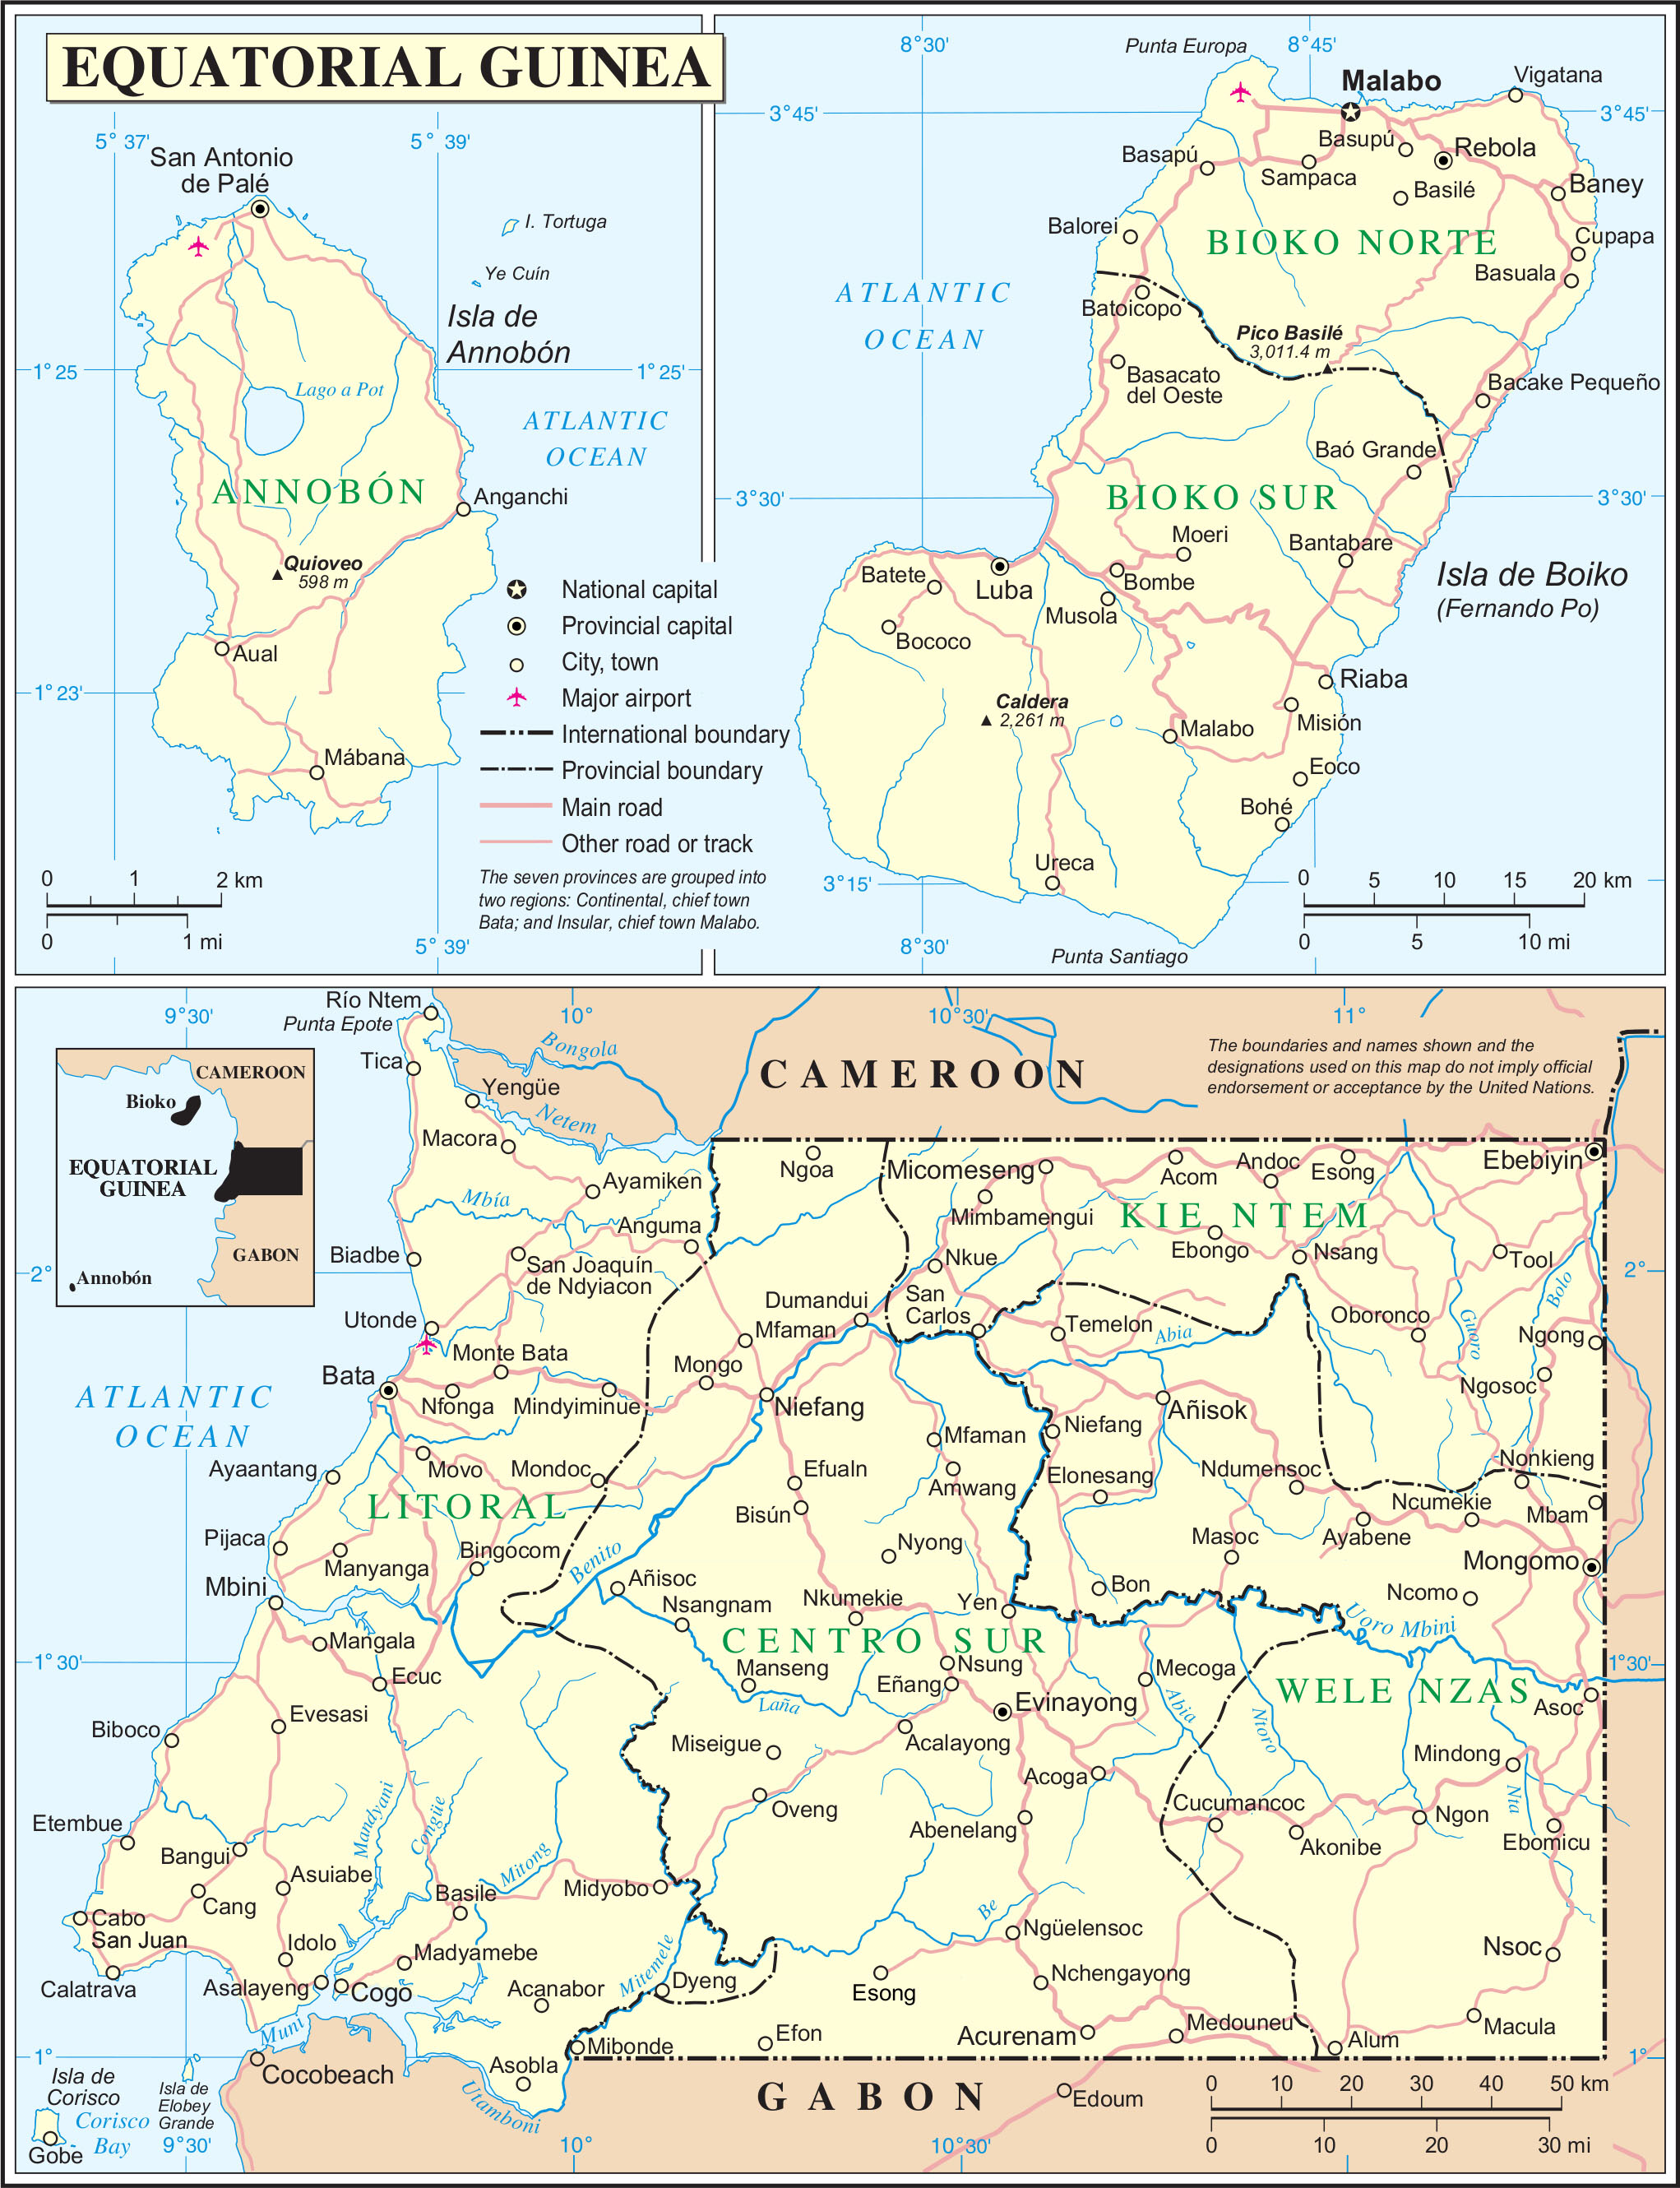 EQUATORIAL GUINEA
5° 37'
5° 39'
San Antonio
de Palé
I. Tortuga
Ye Cuín
Isla de
Annobón
1° 25
1° 25'
Lago a Pot
ATLANTIC
OCEAN
ANNOBÓN
Anganchi
Quioveo
598 m
Aual
1° 23'
Mábana
0 1 2 km
0 1 mi
5° 39'
National capital
Provincial capital
City, town
Major airport
International boundary
Provincial boundary
Main road
Other road or track
The seven provinces are grouped into
two regions: Continental, chief town
Bata; and Insular, chief town Malabo.
8°30'
Punta Europa
8°45'
Malabo
Vigatana
3°45'
3°45'
Basupú
Rebola
Basapú
Sampaca
Basilé
Baney
Balorei
BIOKO NORTE
Cupapa
Basuala
ATLANTIC
OCEAN
Batoicopo
Pico Basilé
3,011.4 m
Basacato
del Oeste
Bacake Pequeño
Baó Grande
3°30'
BIOKO SUR
3°30'
Moeri
Bantabare
Batete
Luba
Bombe
Isla de Boiko
(Fernando Po)
Musola
Bococo
Riaba
Caldera
2,261 m
Misión
Malabo
Eoco
Bohé
Ureca
3°15'
0 5 10 15 20 km
0 5 10 mi
8°30'
Punta Santiago
Río Ntem
Punta Epote
9°30'
10°
10°30'
11°
Bongola
CAMEROON
The boundaries and names shown and the
designations used on this map do not imply official
endorsement or acceptance by the United Nations.
Tica
CAMEROON
Bioko
EQUATORIAL
GUINEA
GABON
Annobón
Yengüe
Netem
Macora
Ngoa
Micomeseng
Acom
Andoc
Esong
Ebebiyin
Ayamiken
Mbía
Mimbamengui
KIE NTEM
Anguma
Ebongo
Nsang
Tool
Biadbe
San Joaquín
de Ndyiacon
Nkue
2°
2°
Bolo
Utonde
Dumandui
San
Carlos
Mfaman
Temelon
Abia
Oboronco
Guoro
Ngong
Monte Bata
Mongo
Bata
Nfonga
Mindyiminue
Niefang
Añisok
Ngosoc
ATLANTIC
OCEAN
Mfaman
Niefang
Nonkieng
Ayaantang
Movo
Mondoc
Efualn
Amwang
Elonesang
Ndumensoc
Ncumekie
Mbam
LITORAL
Bisún
Pijaca
Manyanga
Bingocom
Benito
Nyong
Masoc
Ayabene
Mongomo
Mbini
Añisoc
Nsangnam
Nkumekie
Yen
Bon
Ncomo
Mangala
CENTRO SUR
Uoro Mbini
1°30'
Ecuc
Manseng
Nsung
Mecoga
WELE NZAS
1°30'
Laña
Eñang
Evinayong
Abia
Ntoro
Asoc
Evesasi
Biboco
Miseigue
Acalayong
Mindong
Acoga
Nta
Etembue
Mandyani
Congüe
Oveng
Abenelang
Cucumancoc
Ngon
Akonibe
Ebomicu
Bangui
Mitong
Asuiabe
Basile
Midyobo
Cang
Cabo
San Juan
Be
Ngüelensoc
Idolo
Madyamebe
Nsoc
Calatrava
Asalayeng
Cogo
Acanabor
Mitemele
Dyeng
Esong
Nchengayong
Muni
Mibonde
Efon
Acurenam
Medouneu
Alum
Macula
1°
1°
Cocobeach
Asobla
Isla de
Corisco
Isla de
Elobey
Grande
Utamboni
GABON
Edoum
0 10 20 30 40 50 km
0 10 20 30 mi
Corisco
Bay
Gobe
9°30'
10°
10°30'